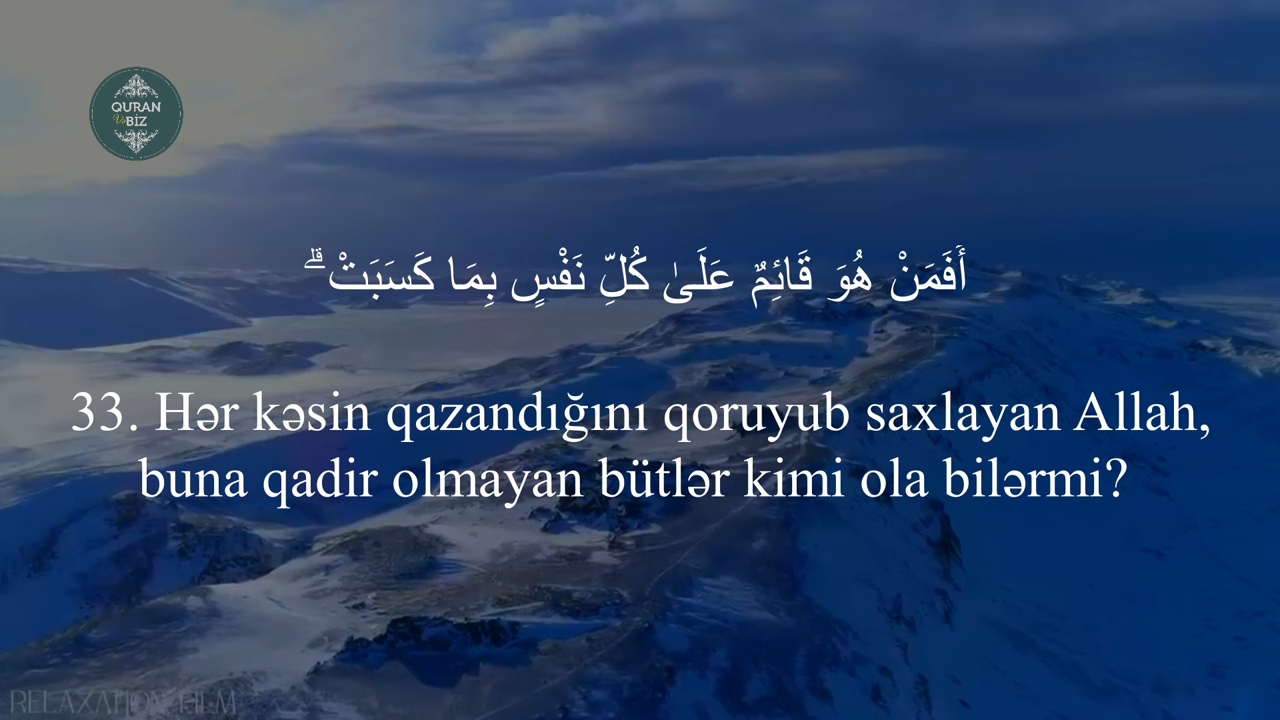 QURAN
Və BİZ
أَفَمَنْ هُوَ قَائِمٌ عَلَىٰ كُلِّ نَفْسٍ بِمَا كَسَبَتْ ۗ
33. Hər kəsin qazandığını qoruyub saxlayan Allah,
buna qadir olmayan bütlər kimi ola bilərmi?
RELAXATION FILM